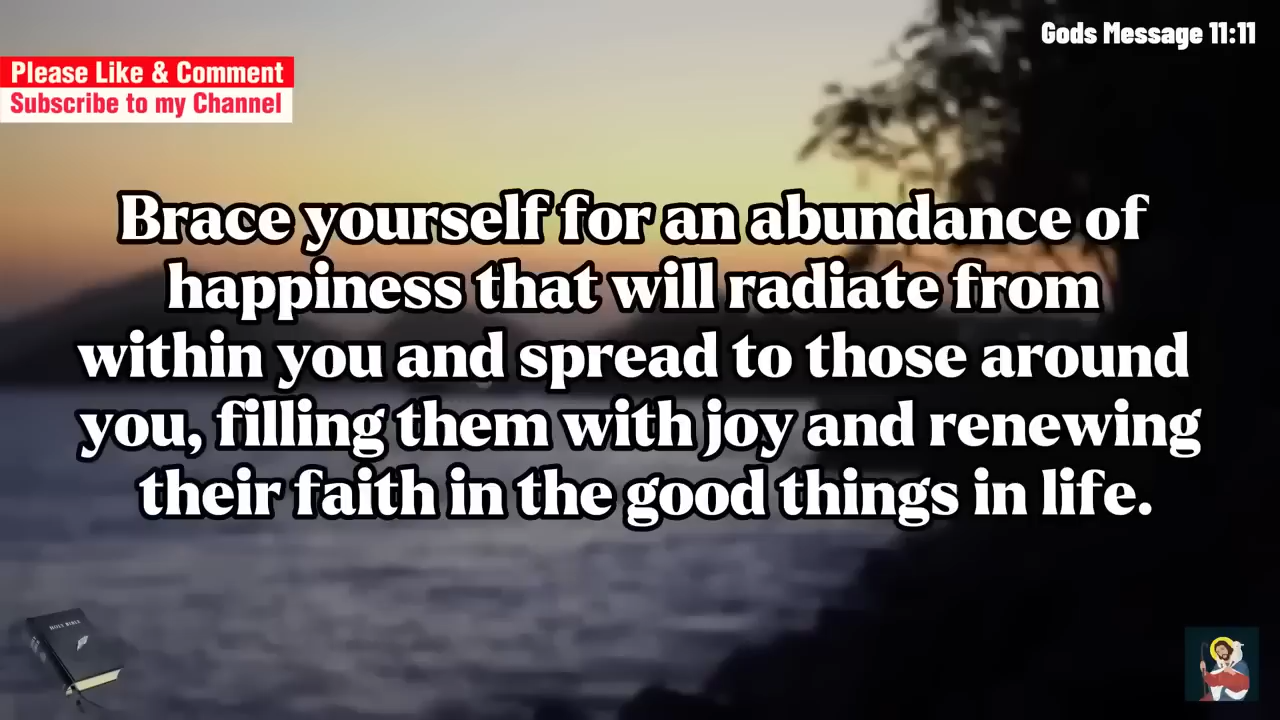 Gods Message 11:11
Please Like & Comment
Subscribe to my Channel
Brace yourself for an abundance of
happiness that will radiate from
within you and spread to those around
you, filling them with joy and renewing
their faith in the good things in life.
HOLY BIBLE